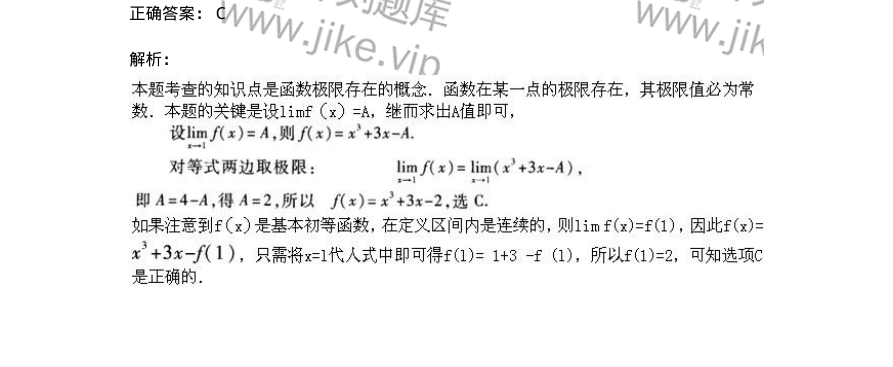 正确答案： C
刷题库
www.jike.vip
www.jik
解析：
本题考查的知识点是函数极限存在的概念．函数在某一点的极限存在，其极限值必为常
数．本题的关键是设limf（x）=A，继而求出A值即可，
设lim f(x)=A,则f(x)=x³+3x-A.
x→1
对等式两边取极限： lim f(x)=lim(x³+3x-A),
x→1 x→1
即 A=4-A,得 A=2,所以 f(x)=x³+3x-2,选 C.
如果注意到f（x）是基本初等函数，在定义区间内是连续的，则lim f(x)=f(1)，因此f(x)=
x³+3x-f(1)，只需将x=l代人式中即可得f(l)= 1+3 -f (l)，所以f(1)=2，可知选项C
是正确的．